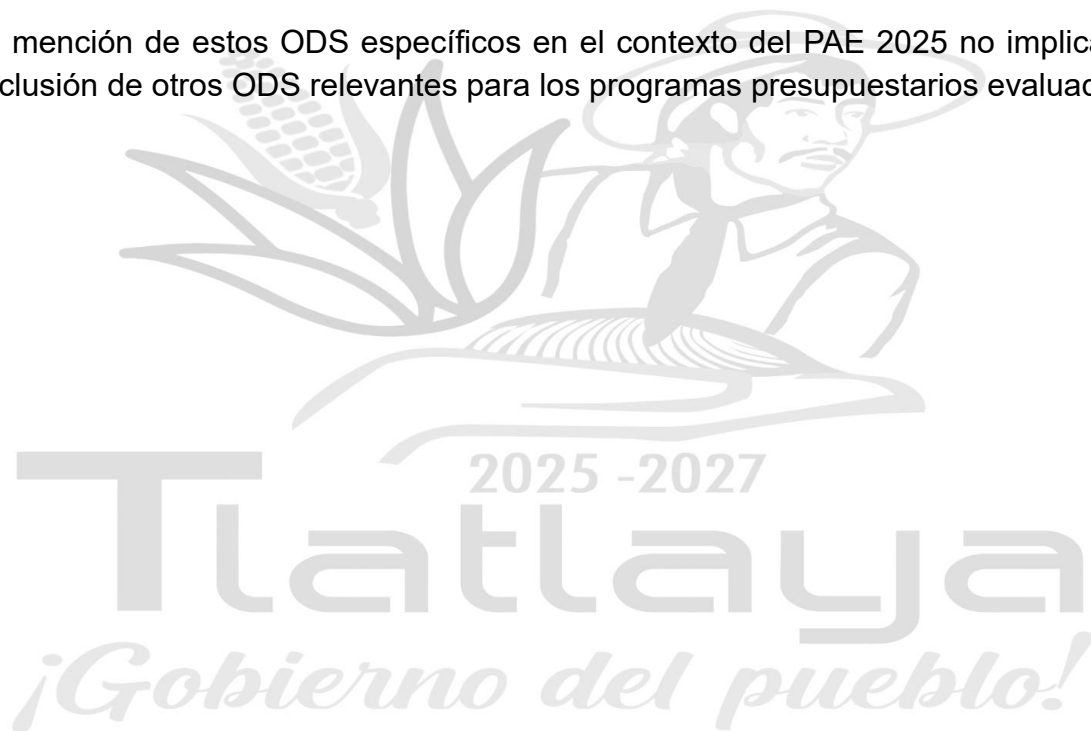 mención de estos ODS específicos en el contexto del PAE 2025 no implica
clusión de otros ODS relevantes para los programas presupuestarios evaluad
2025 -2027
Tlatlaya
¡Gobierno del pueblo!